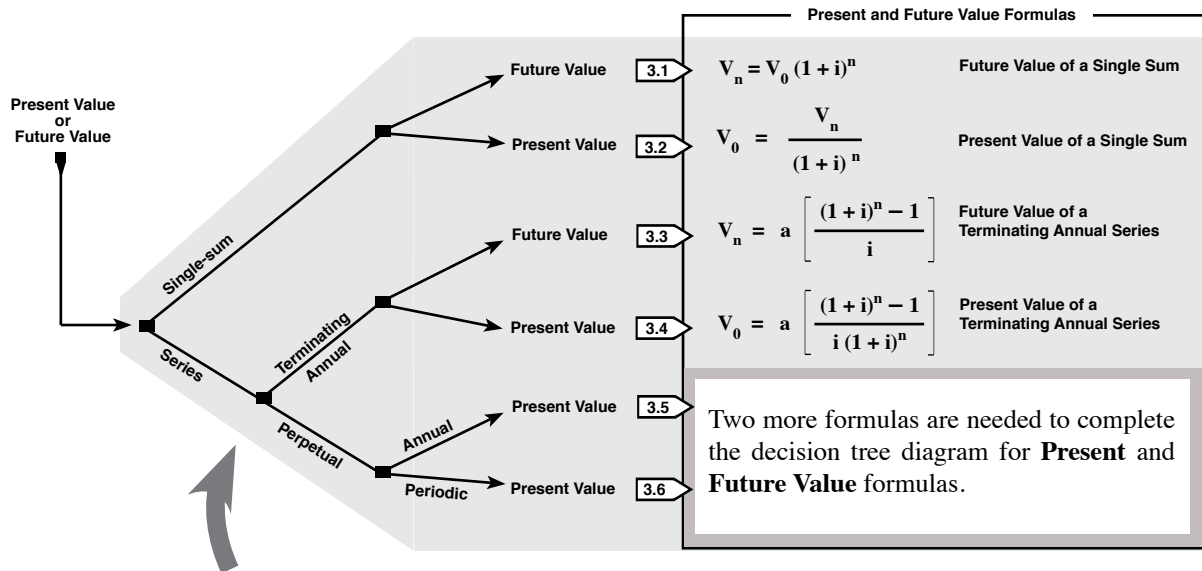 Present and Future Value Formulas
Present Value
or
Future Value
Single-sum
Series
Terminating
Annual
Perpetual
Annual
Periodic
Future Value 3.1 Vn = V0 (1 + i)^n Future Value of a Single Sum
Present Value 3.2 V0 = Vn / (1 + i)^n Present Value of a Single Sum
Future Value 3.3 Vn = a [ (1 + i)^n − 1 / i ] Future Value of a
Terminating Annual Series
Present Value 3.4 V0 = a [ (1 + i)^n − 1 / i (1 + i)^n ] Present Value of a
Terminating Annual Series
Present Value 3.5
Present Value 3.6
Two more formulas are needed to complete
the decision tree diagram for Present and
Future Value formulas.